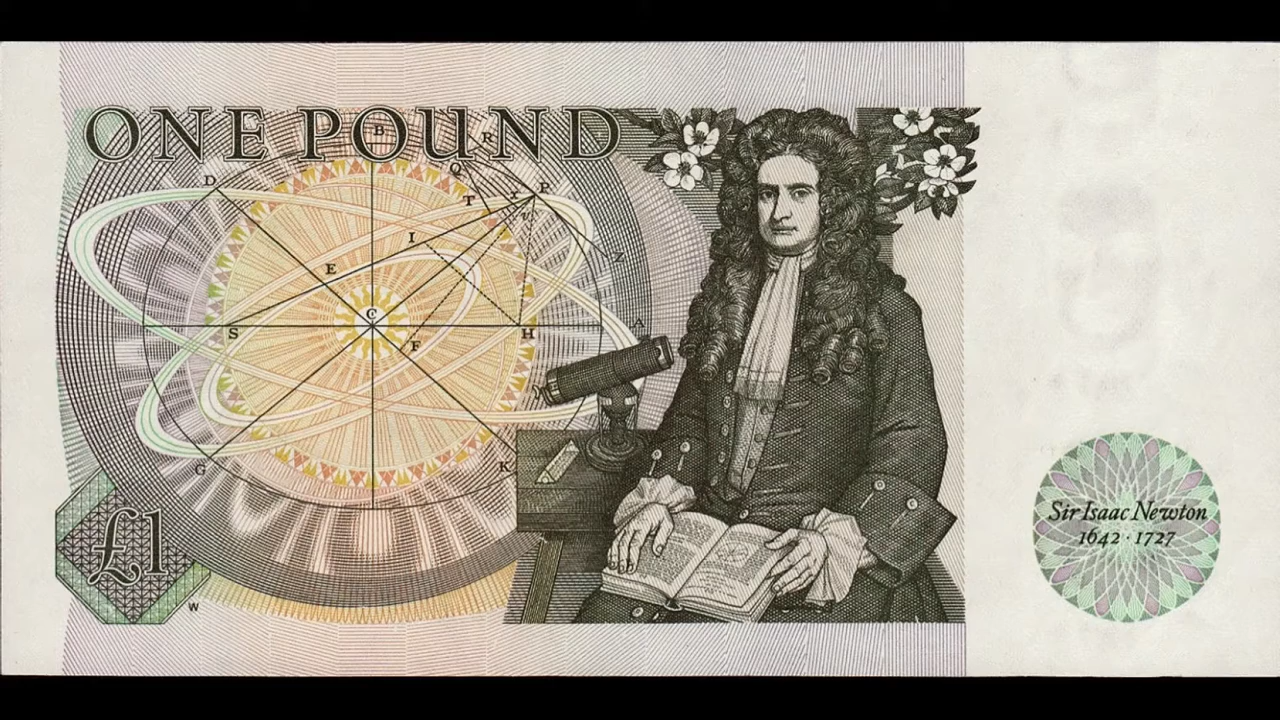 ONE POUND
B
R
D
Q
T
X
P
v
I
Z
E
C
S
H
A
F
G
K
£1
W
Sir Isaac Newton
1642 · 1727